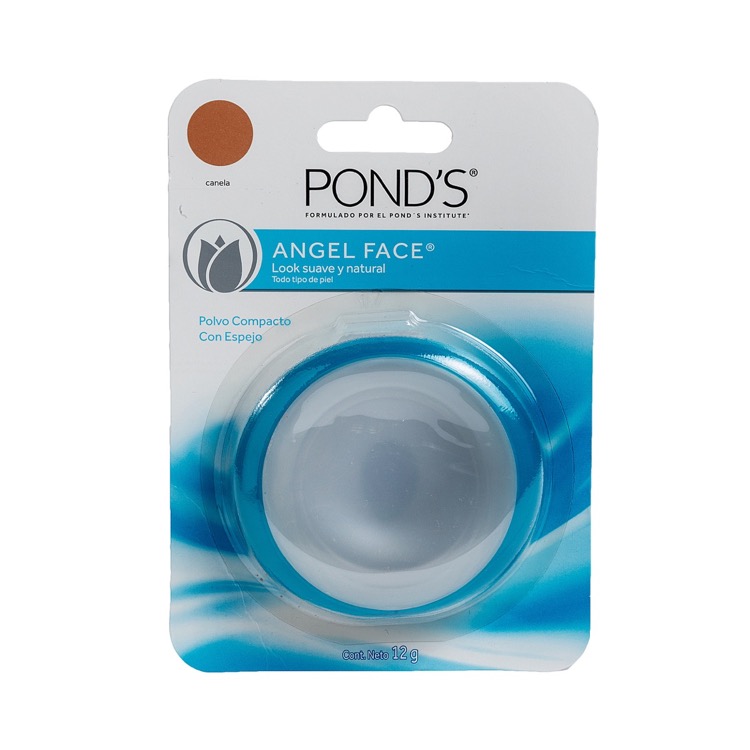 canela
POND'S®
FORMULADO POR EL POND´S INSTITUTE*
ANGEL FACE®
Look suave y natural
Todo tipo de piel
Polvo Compacto
Con Espejo
Cont. Neto 12 g